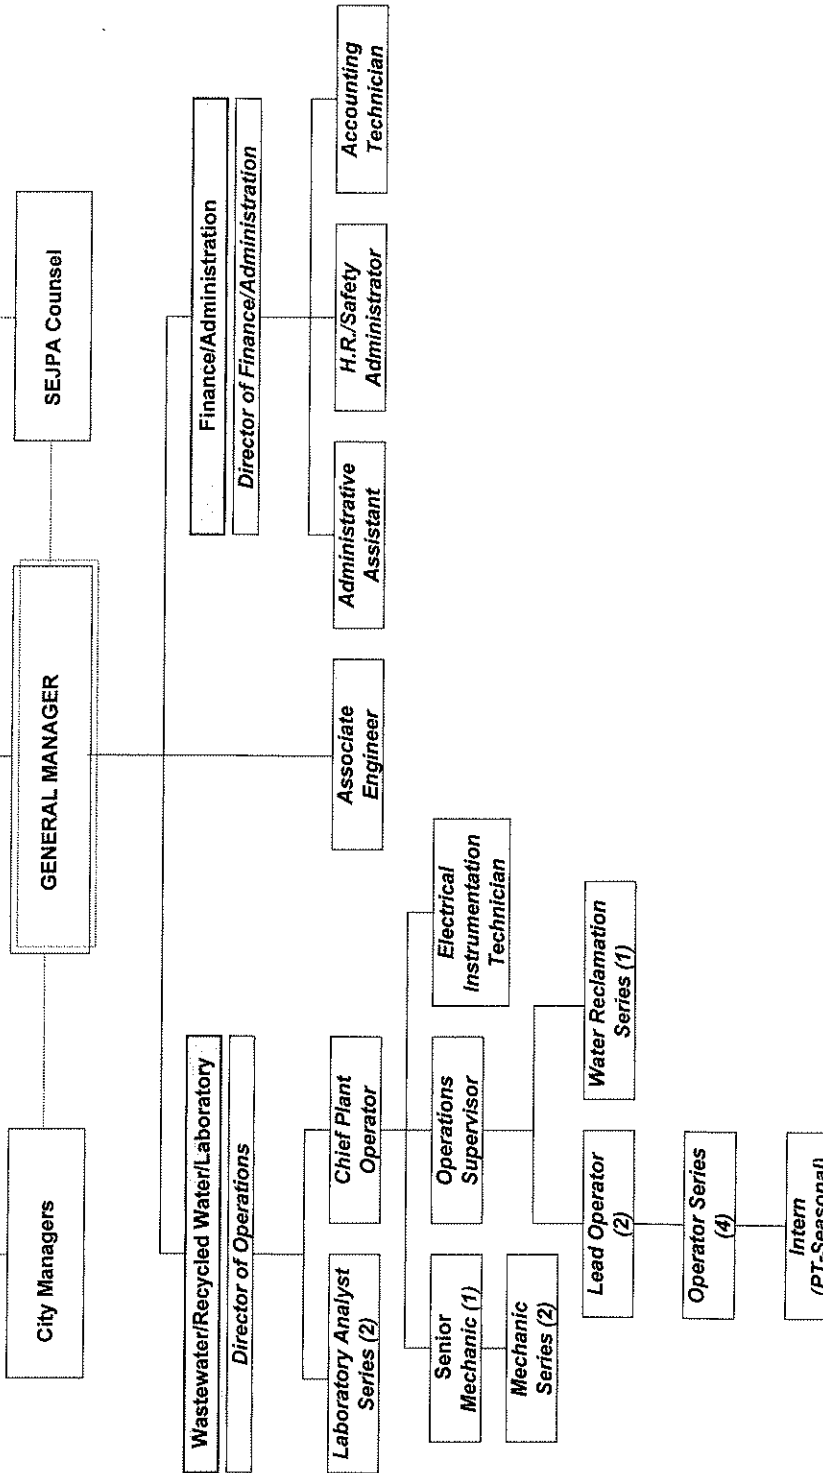 City Managers
GENERAL MANAGER
SEJPA Counsel
Wastewater/Recycled Water/Laboratory
Director of Operations
Finance/Administration
Director of Finance/Administration
Laboratory Analyst
Series (2)
Chief Plant
Operator
Associate
Engineer
Administrative
Assistant
H.R./Safety
Administrator
Accounting
Technician
Senior
Mechanic (1)
Operations
Supervisor
Electrical
Instrumentation
Technician
Mechanic
Series (2)
Lead Operator
(2)
Water Reclamation
Series (1)
Operator Series
(4)
Intern
(PT-Seasonal)